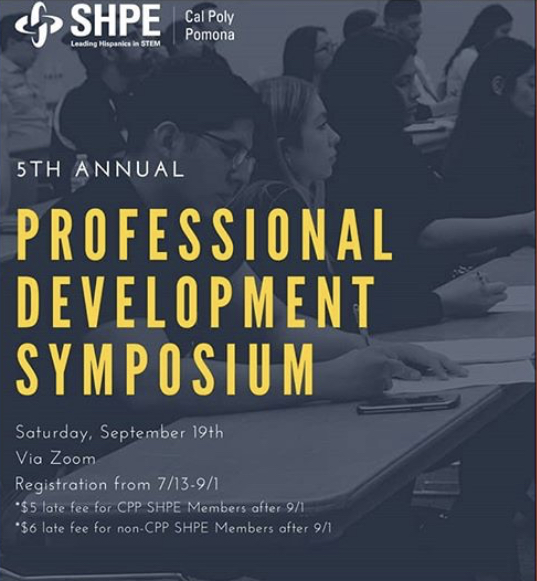 SHPE
Leading Hispanics in STEM
Cal Poly
Pomona
5TH ANNUAL
PROFESSIONAL
DEVELOPMENT
SYMPOSIUM
Saturday, September 19th
Via Zoom
Registration from 7/13-9/1
*$5 late fee for CPP SHPE Members after 9/1
*$6 late fee for non-CPP SHPE Members after 9/1